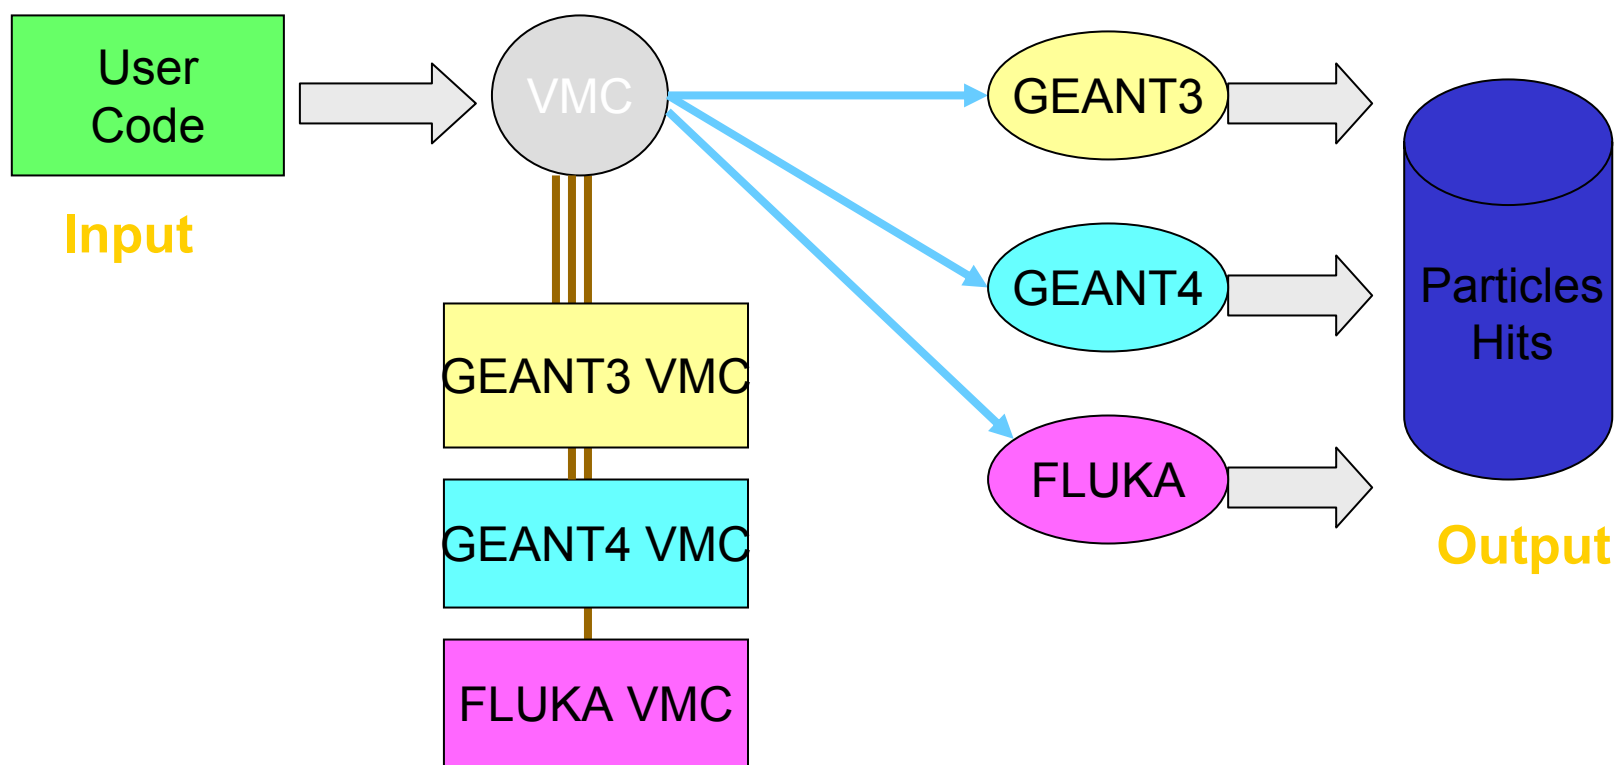 User
Code
Input
VMC
GEANT3 VMC
GEANT4 VMC
FLUKA VMC
GEANT3
GEANT4
FLUKA
Particles
Hits
Output